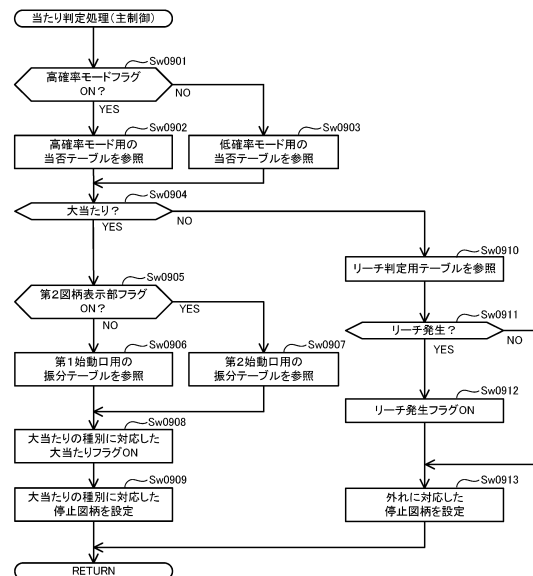 当たり判定処理(主制御)
Sw0901
高確率モードフラグ
ON?
NO
YES
Sw0902
高確率モード用の
当否テーブルを参照
Sw0903
低確率モード用の
当否テーブルを参照
Sw0904
大当たり?
NO
YES
Sw0910
リーチ判定用テーブルを参照
Sw0905
第2図柄表示部フラグ
ON?
YES
NO
Sw0911
リーチ発生?
NO
YES
Sw0906
第1始動口用の
振分テーブルを参照
Sw0907
第2始動口用の
振分テーブルを参照
Sw0912
リーチ発生フラグON
Sw0908
大当たりの種別に対応した
大当たりフラグON
Sw0909
大当たりの種別に対応した
停止図柄を設定
Sw0913
外れに対応した
停止図柄を設定
RETURN